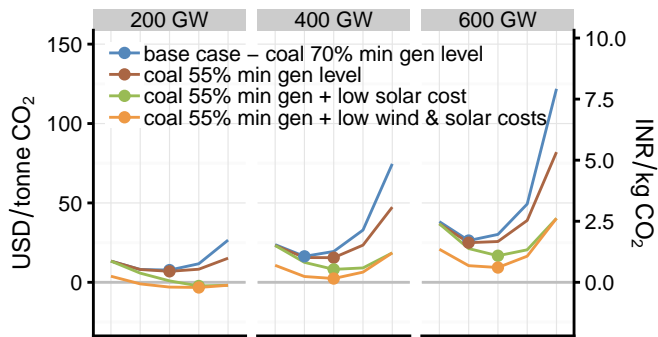 200 GW 400 GW 600 GW
base case – coal 70% min gen level
coal 55% min gen level
coal 55% min gen + low solar cost
coal 55% min gen + low wind & solar costs
USD/tonne CO2
150
100
50
0
INR/kg CO2
10.0
7.5
5.0
2.5
0.0